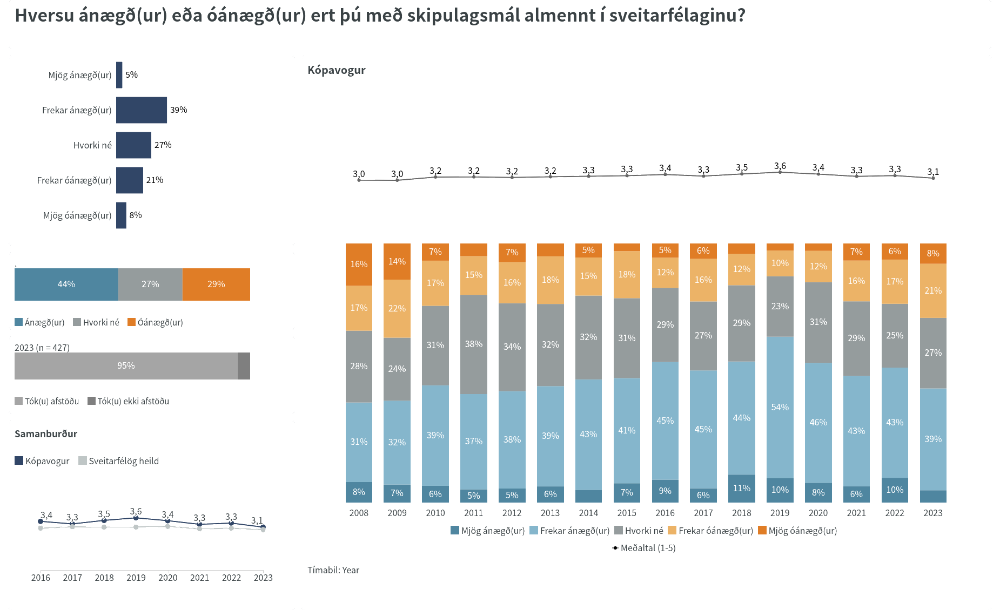 Hversu ánægð(ur) eða óánægð(ur) ert þú með skipulagsmál almennt í sveitarfélaginu?
Mjög ánægð(ur) 5%
Frekar ánægð(ur) 39%
Hvorki né 27%
Frekar óánægð(ur) 21%
Mjög óánægð(ur) 8%
.
44% 27% 29%
Ánægð(ur) Hvorki né Óánægð(ur)
2023 (n = 427)
95%
Tók(u) afstöðu Tók(u) ekki afstöðu
Samanburður
Kópavogur Sveitarfélög heild
3,4 3,3 3,5 3,6 3,4 3,3 3,3 3,1
2016 2017 2018 2019 2020 2021 2022 2023
Kópavogur
3,0 3,0 3,2 3,2 3,2 3,2 3,3 3,3 3,4 3,3 3,5 3,6 3,4 3,3 3,3 3,1
16% 14% 7% 7% 5% 5% 6% 7% 6% 8%
17% 22% 17% 15% 16% 18% 15% 18% 12% 16% 12% 10% 12% 16% 17% 21%
28% 24% 31% 38% 34% 32% 32% 31% 29% 27% 29% 23% 31% 29% 25% 27%
31% 32% 39% 37% 38% 39% 43% 41% 45% 45% 44% 54% 46% 43% 43% 39%
8% 7% 6% 5% 5% 6% 7% 9% 6% 11% 10% 8% 6% 10%
2008 2009 2010 2011 2012 2013 2014 2015 2016 2017 2018 2019 2020 2021 2022 2023
Mjög ánægð(ur) Frekar ánægð(ur) Hvorki né Frekar óánægð(ur) Mjög óánægð(ur)
Meðaltal (1-5)
Tímabil: Year